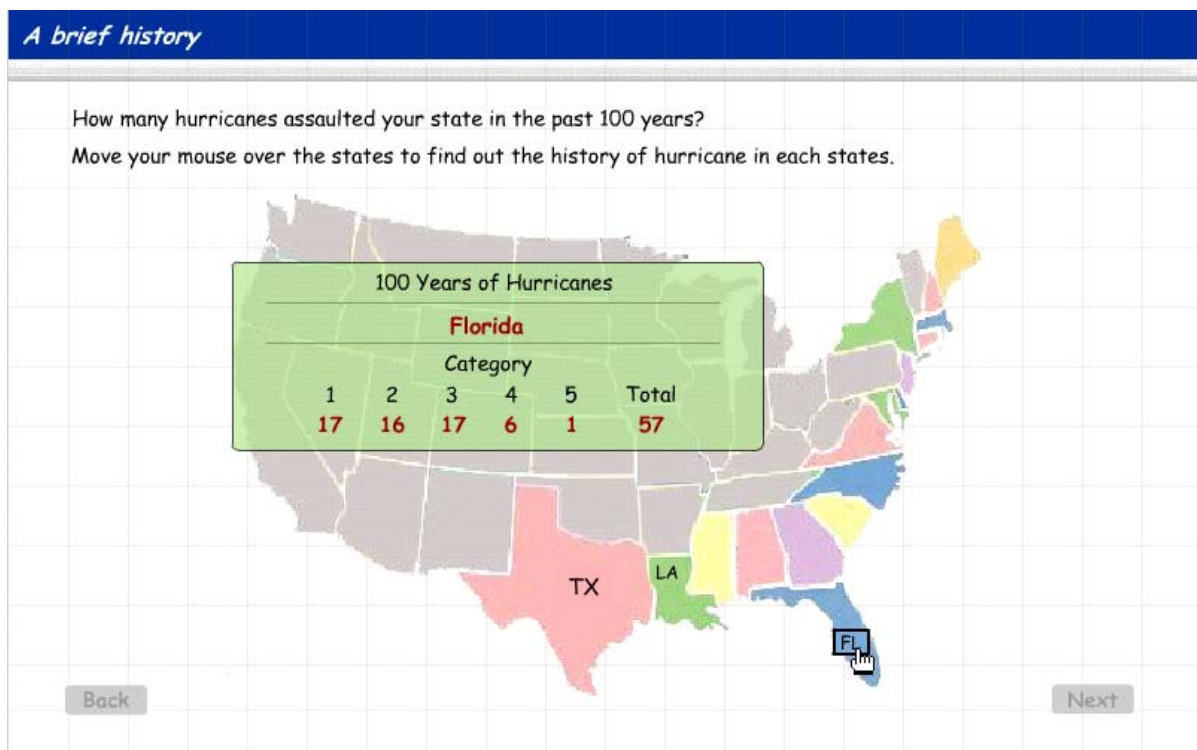 A brief history
How many hurricanes assaulted your state in the past 100 years?
Move your mouse over the states to find out the history of hurricane in each states.
100 Years of Hurricanes
Florida
Category
1 2 3 4 5 Total
17 16 17 6 1 57
TX
LA
FL
Back
Next